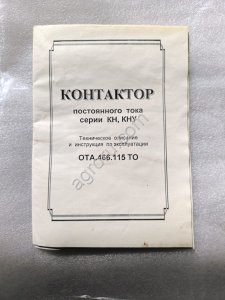 КОНТАКТОР
постоянного тока
серии КН, КНУ
Техническое описание
и инструкция по эксплуатации
ОТА.466.115 ТО